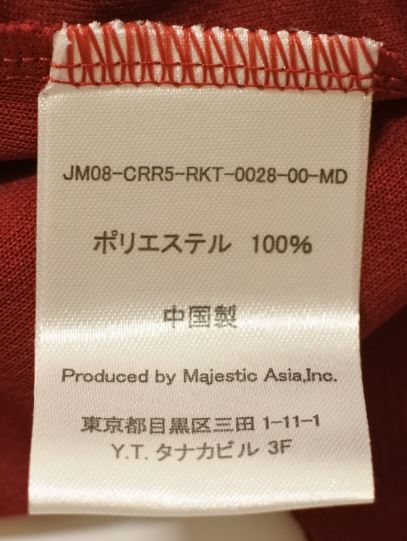 JM08-CRR5-RKT-0028-00-MD
ポリエステル 100%
中国製
Produced by Majestic Asia,Inc.
東京都目黒区三田 1-11-1
Y.T. タナカビル 3F